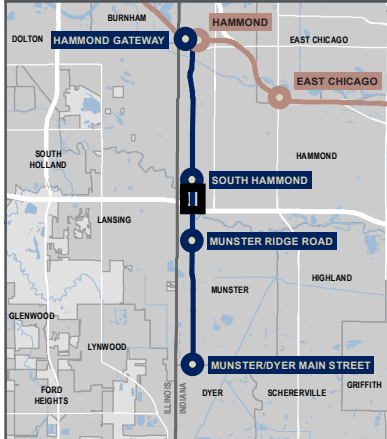 BURNHAM
HAMMOND
DOLTON
HAMMOND GATEWAY
EAST CHICAGO
EAST CHICAGO
SOUTH
HOLLAND
HAMMOND
SOUTH HAMMOND
LANSING
MUNSTER RIDGE ROAD
HIGHLAND
MUNSTER
GLENWOOD
LYNWOOD
MUNSTER/DYER MAIN STREET
FORD
HEIGHTS
ILLINOIS
INDIANA
DYER
SCHERERVILLE
GRIFFITH